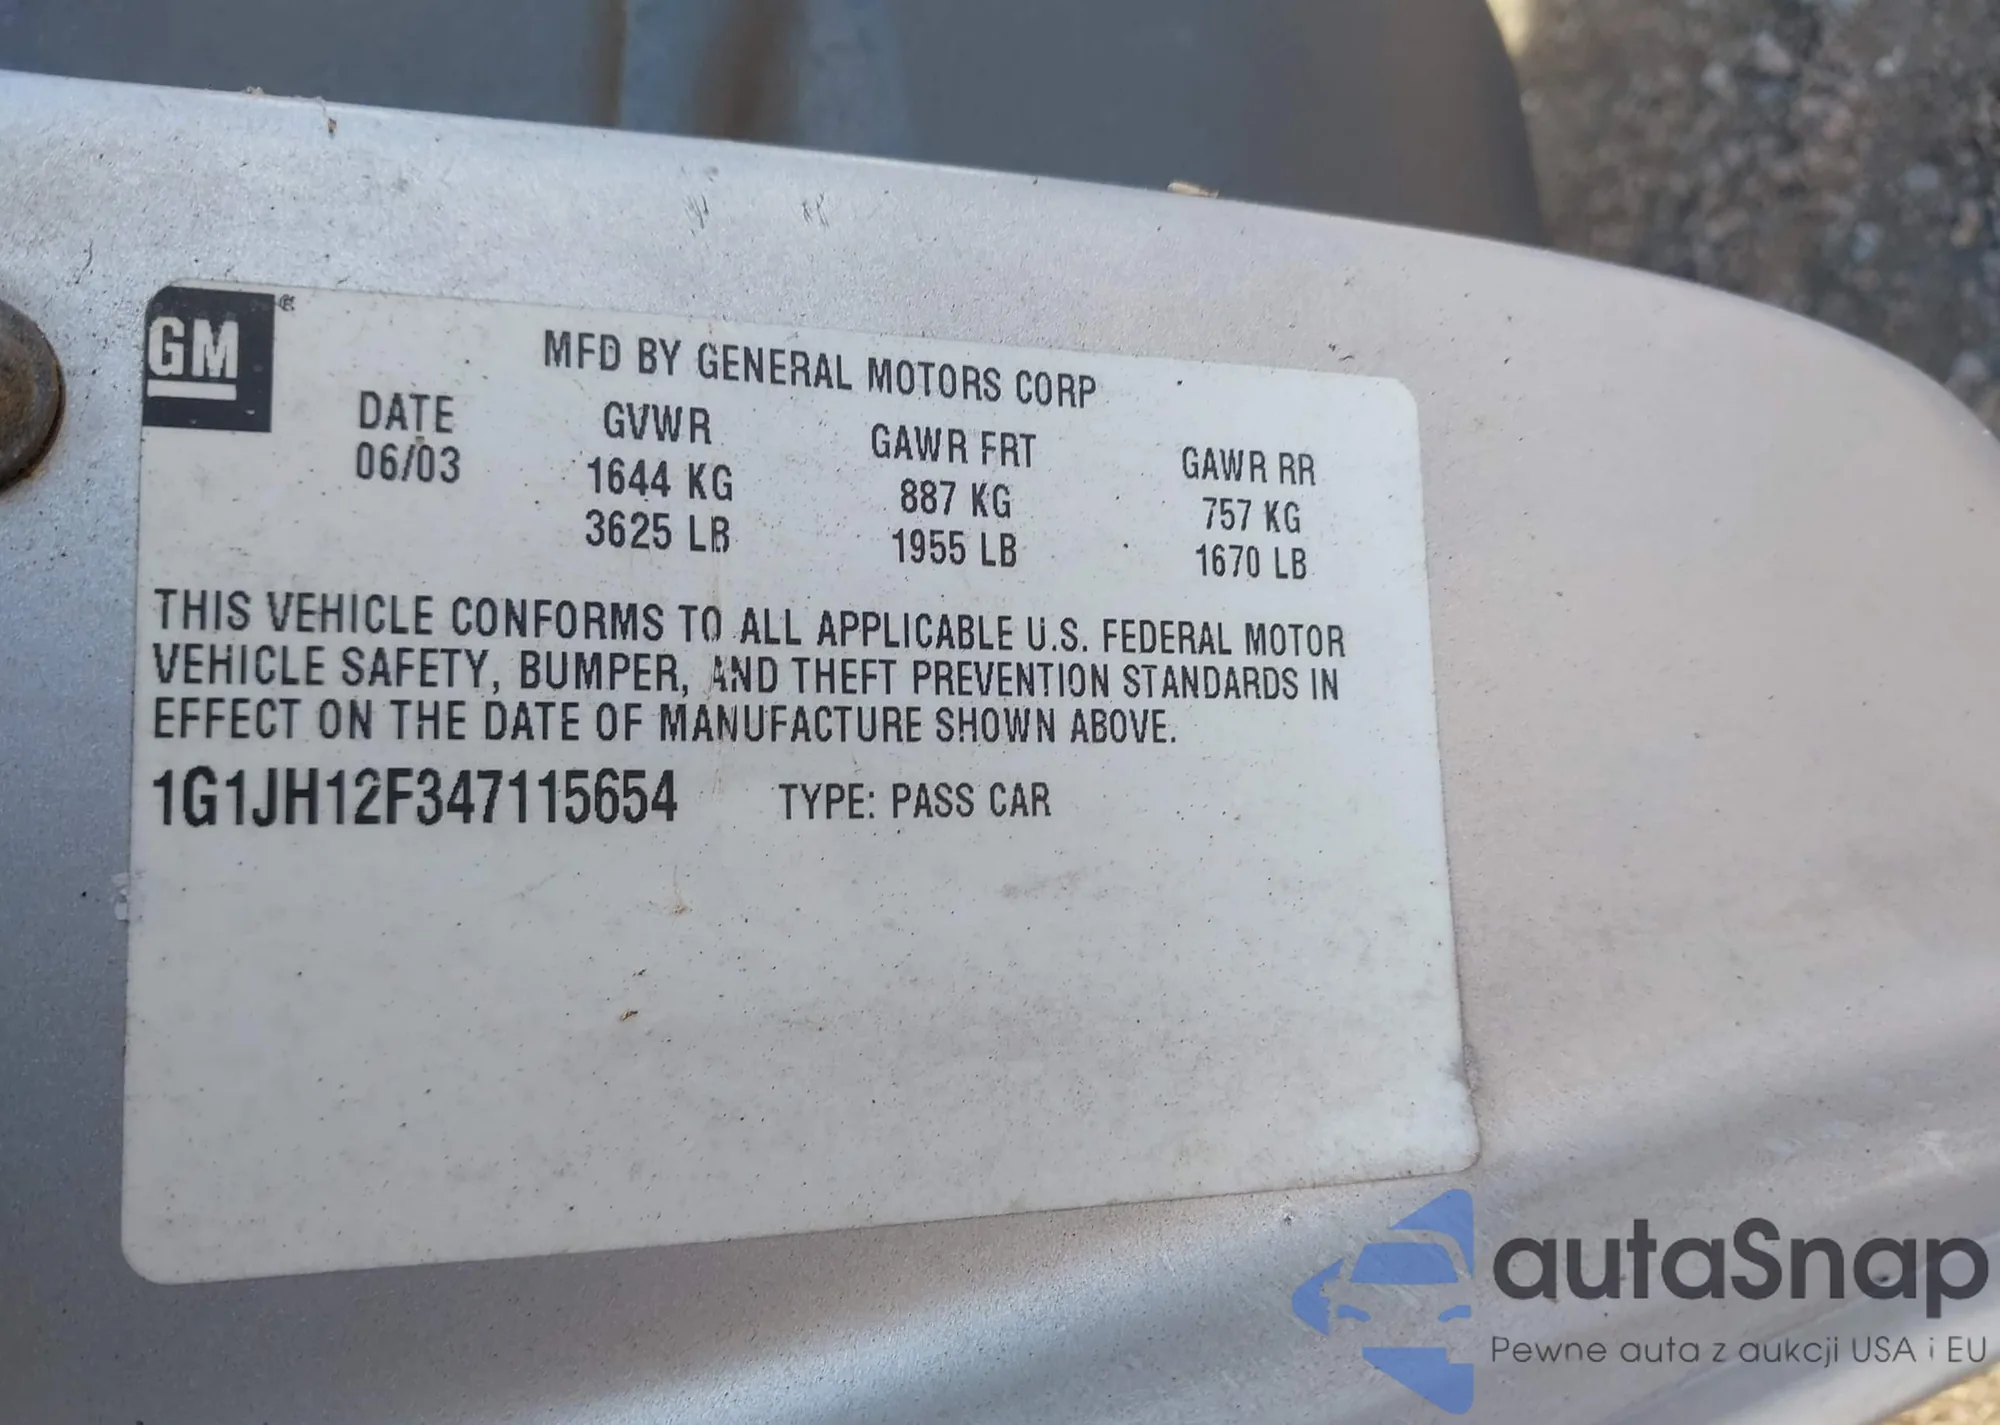 GM
MFD BY GENERAL MOTORS CORP
DATE GVWR GAWR FRT GAWR RR
06/03 1644 KG 887 KG 757 KG
3625 LB 1955 LB 1670 LB
THIS VEHICLE CONFORMS TO ALL APPLICABLE U.S. FEDERAL MOTOR
VEHICLE SAFETY, BUMPER, AND THEFT PREVENTION STANDARDS IN
EFFECT ON THE DATE OF MANUFACTURE SHOWN ABOVE.
1G1JH12F347115654 TYPE: PASS CAR
autaSnap
Pewne auta z aukcji USA i EU